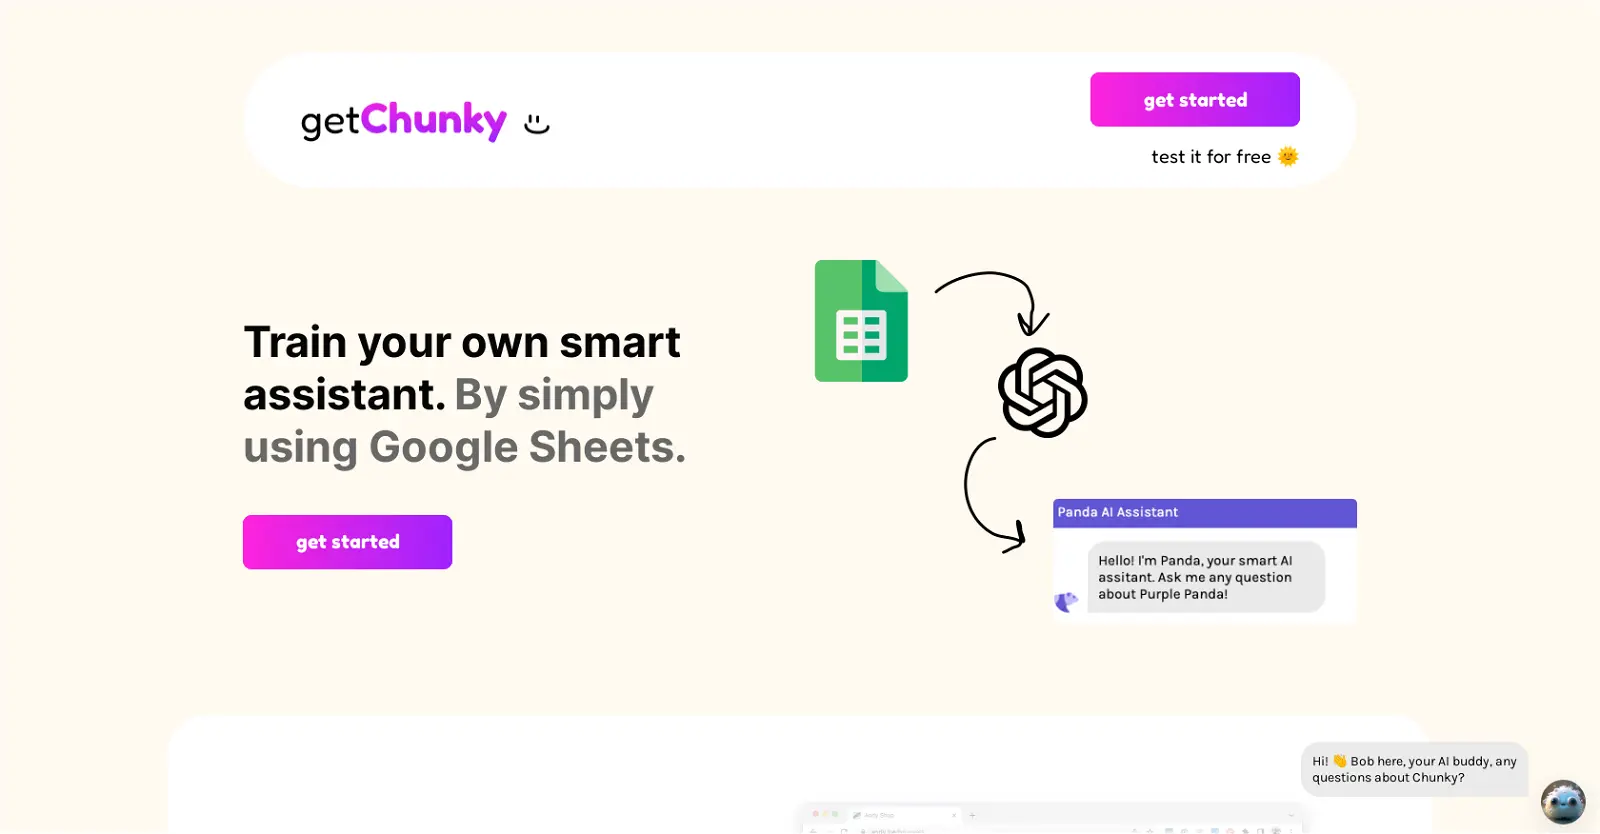 getChunky
get started
test it for free 🌞
Train your own smart
assistant. By simply
using Google Sheets.
get started
Panda AI Assistant
Hello! I'm Panda, your smart AI
assitant. Ask me any question
about Purple Panda!
Hi! 👋 Bob here, your AI buddy, any
questions about Chunky?
Andy Shop